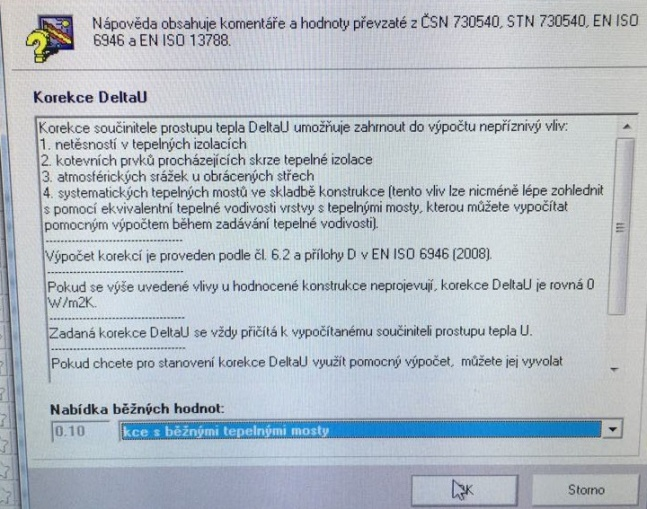 Nápověda obsahuje komentáře a hodnoty převzaté z ČSN 730540, STN 730540, EN ISO
6946 a EN ISO 13788.
Korekce DeltaU
Korekce součinitele prostupu tepla DeltaU umožňuje zahrnout do výpočtu nepříznivý vliv:
1. netěsností v tepelných izolacích
2. kotevních prvků procházejících skrze tepelné izolace
3. atmosférických srážek u obrácených střech
4. systematických tepelných mostů ve skladbě konstrukce (tento vliv lze nicméně lépe zohlednit
s pomocí ekvivalentní tepelné vodivosti vrstvy s tepelnými mosty, kterou můžete vypočítat
pomocným výpočtem během zadávání tepelné vodivosti).
-----------------------------------
Výpočet korekcí je proveden podle čl. 6.2 a přílohy D v EN ISO 6946 (2008).
-----------------------------------
Pokud se výše uvedené vlivy u hodnocené konstrukce neprojevují, korekce DeltaU je rovná 0
W/m2K.
-----------------------------------
Zadaná korekce DeltaU se vždy přičítá k vypočítanému součiniteli prostupu tepla U.
-----------------------------------
Pokud chcete pro stanovení korekce DeltaU využít pomocný výpočet, můžete jej vyvolat
Nabídka běžných hodnot:
0.10 kce s běžnými tepelnými mosty
Storno